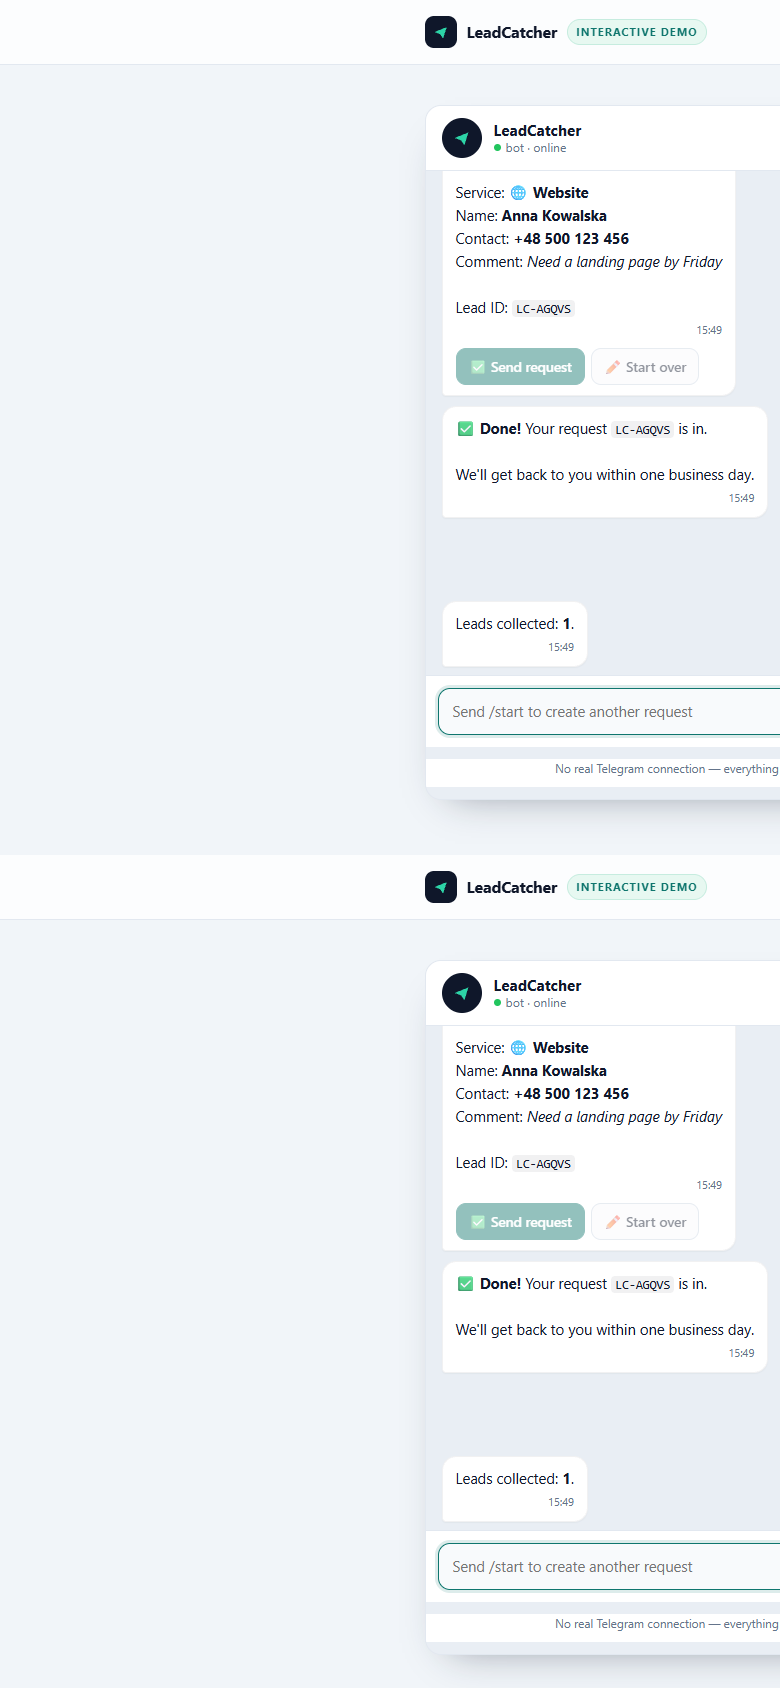 LeadCatcher INTERACTIVE DEMO
LeadCatcher
bot · online
Service: 🌐 Website
Name: Anna Kowalska
Contact: +48 500 123 456
Comment: Need a landing page by Friday
Lead ID: LC-AGQVS
15:49
✅ Send request ✏️ Start over
✅ Done! Your request LC-AGQVS is in.
We'll get back to you within one business day.
15:49
Leads collected: 1.
15:49
Send /start to create another request
No real Telegram connection — everything
LeadCatcher INTERACTIVE DEMO
LeadCatcher
bot · online
Service: 🌐 Website
Name: Anna Kowalska
Contact: +48 500 123 456
Comment: Need a landing page by Friday
Lead ID: LC-AGQVS
15:49
✅ Send request ✏️ Start over
✅ Done! Your request LC-AGQVS is in.
We'll get back to you within one business day.
15:49
Leads collected: 1.
15:49
Send /start to create another request
No real Telegram connection — everything